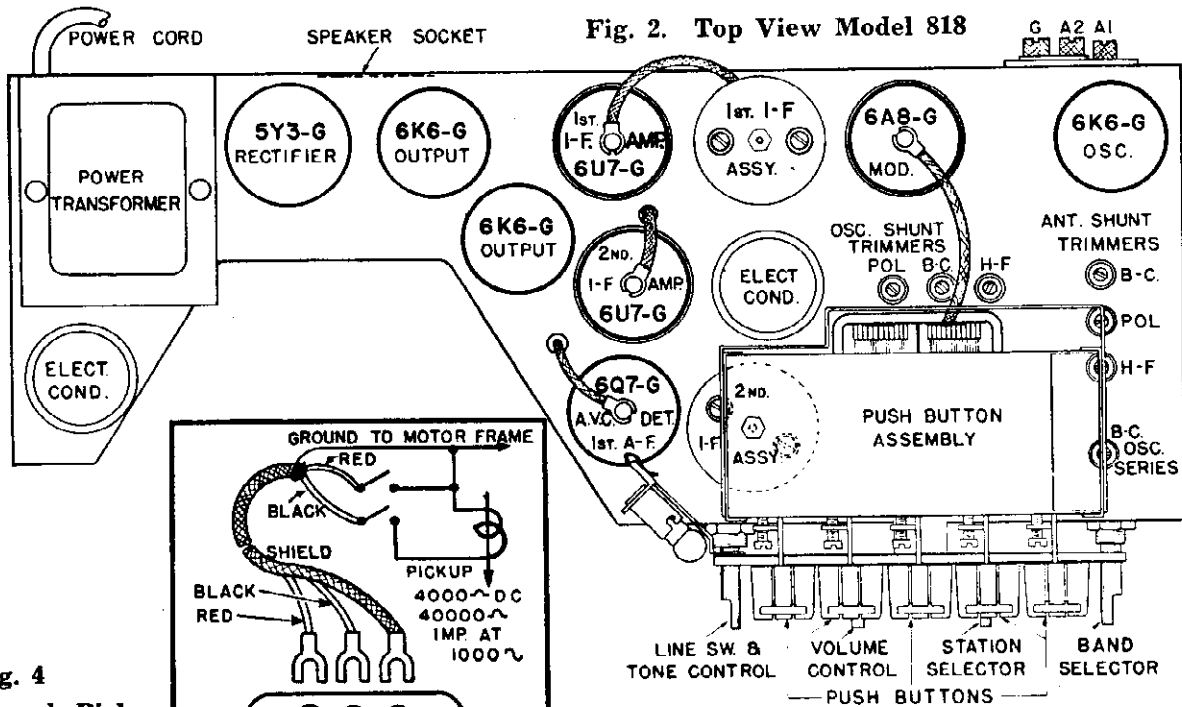 Fig. 2. Top View Model 818
POWER CORD
SPEAKER SOCKET
G A2 A1
POWER
TRANSFORMER
5Y3-G
RECTIFIER
6K6-G
OUTPUT
1ST.
I-F. AMP.
6U7-G
1ST. I-F
ASSY.
6A8-G
MOD.
6K6-G
OSC.
6K6-G
OUTPUT
2ND.
I-F AMP.
6U7-G
ELECT
COND.
OSC. SHUNT
TRIMMERS
POL B-C H-F
ANT. SHUNT
TRIMMERS
B-C.
POL
H-F
B.C.
OSC.
SERIES
ELECT.
COND.
6Q7-G
A.V.C. DET.
1ST. A-F.
2ND.
I-F
ASSY
PUSH BUTTON
ASSEMBLY
GROUND TO MOTOR FRAME
RED
BLACK
SHIELD
BLACK
RED
PICKUP
4000~DC
40000~
IMP. AT
1000~
LINE SW. &
TONE CONTROL
VOLUME
CONTROL
STATION
SELECTOR
BAND
SELECTOR
PUSH BUTTONS
g. 4